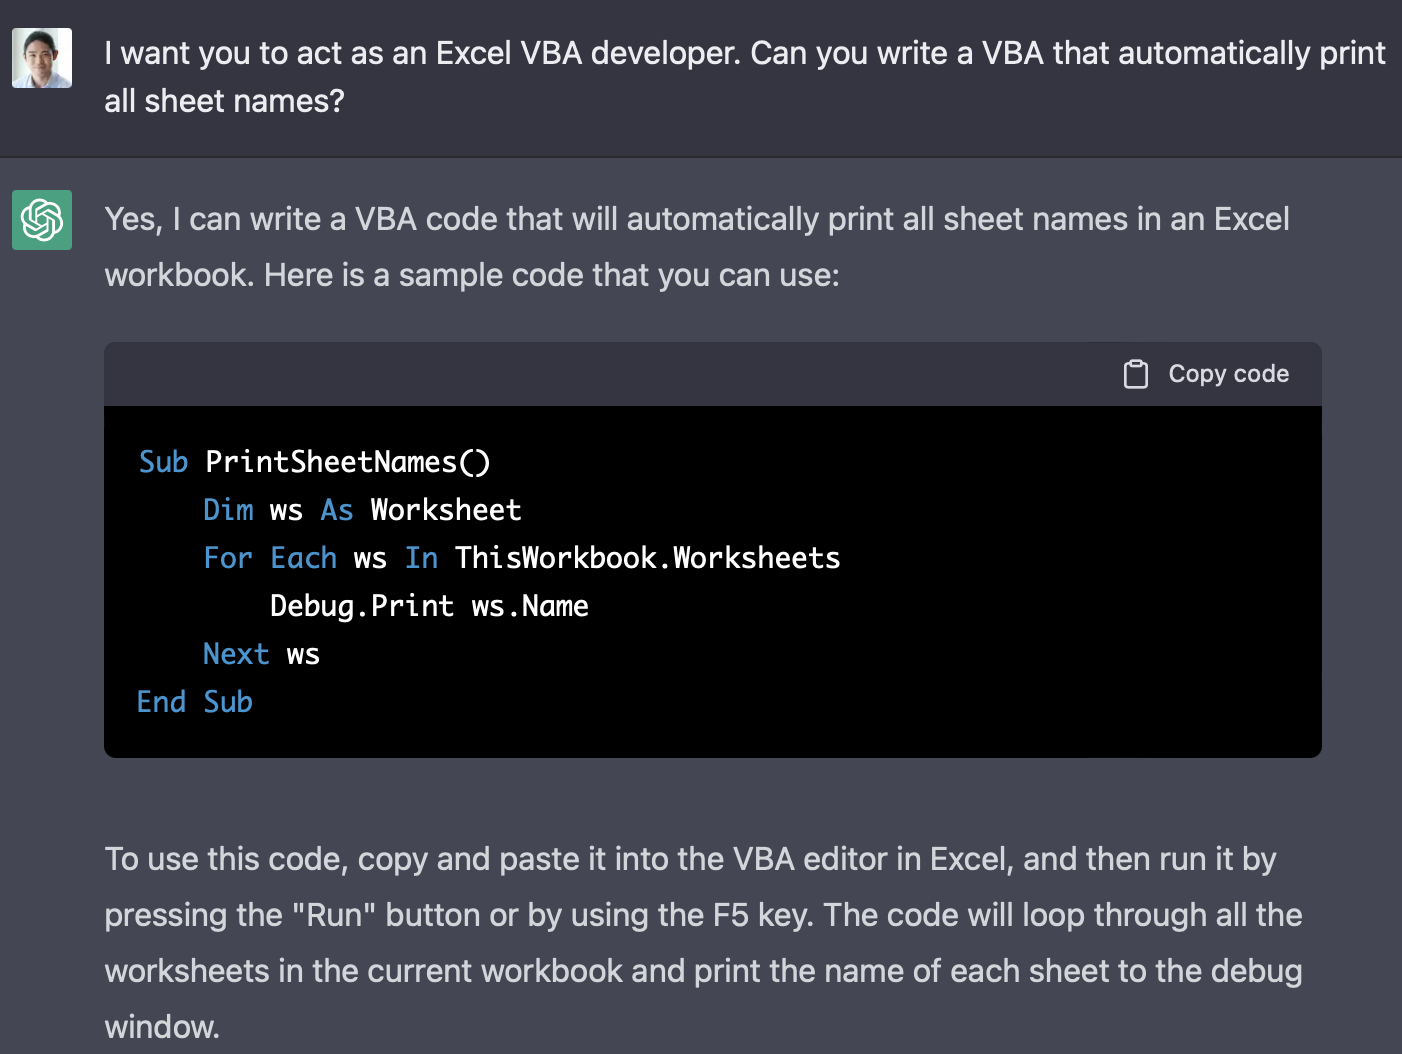 I want you to act as an Excel VBA developer. Can you write a VBA that automatically print
all sheet names?
Yes, I can write a VBA code that will automatically print all sheet names in an Excel
workbook. Here is a sample code that you can use:
Copy code
Sub PrintSheetNames()
    Dim ws As Worksheet
    For Each ws In ThisWorkbook.Worksheets
        Debug.Print ws.Name
    Next ws
End Sub
To use this code, copy and paste it into the VBA editor in Excel, and then run it by
pressing the "Run" button or by using the F5 key. The code will loop through all the
worksheets in the current workbook and print the name of each sheet to the debug
window.